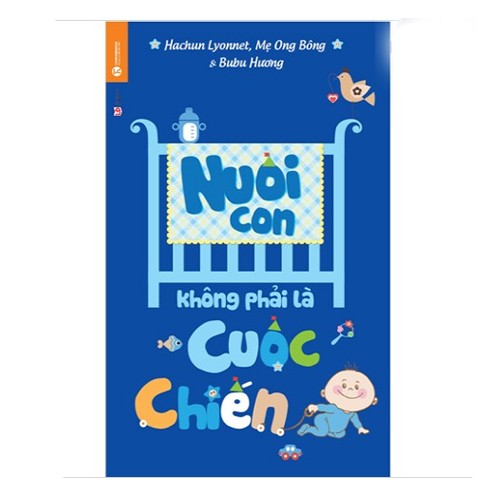 Hachun Lyonnet, Mẹ Ong Bông
& Bubu Hương
Nuôi
con
không phải là
Cuộc
Chiến